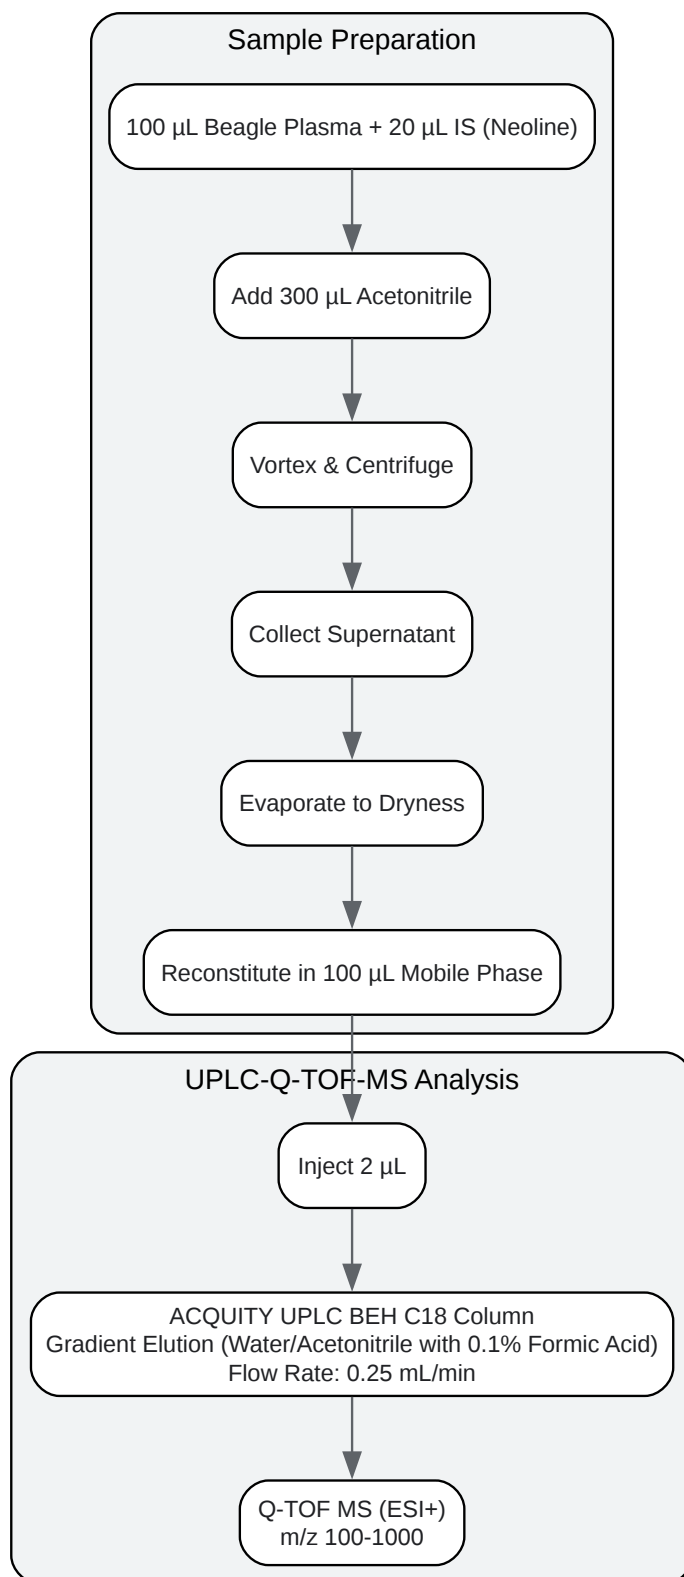 Sample Preparation
100 µL Beagle Plasma + 20 µL IS (Neoline)
Add 300 µL Acetonitrile
Vortex & Centrifuge
Collect Supernatant
Evaporate to Dryness
Reconstitute in 100 µL Mobile Phase
UPLC-Q-TOF-MS Analysis
Inject 2 µL
ACQUITY UPLC BEH C18 Column
Gradient Elution (Water/Acetonitrile with 0.1% Formic Acid)
Flow Rate: 0.25 mL/min
Q-TOF MS (ESI+)
m/z 100-1000